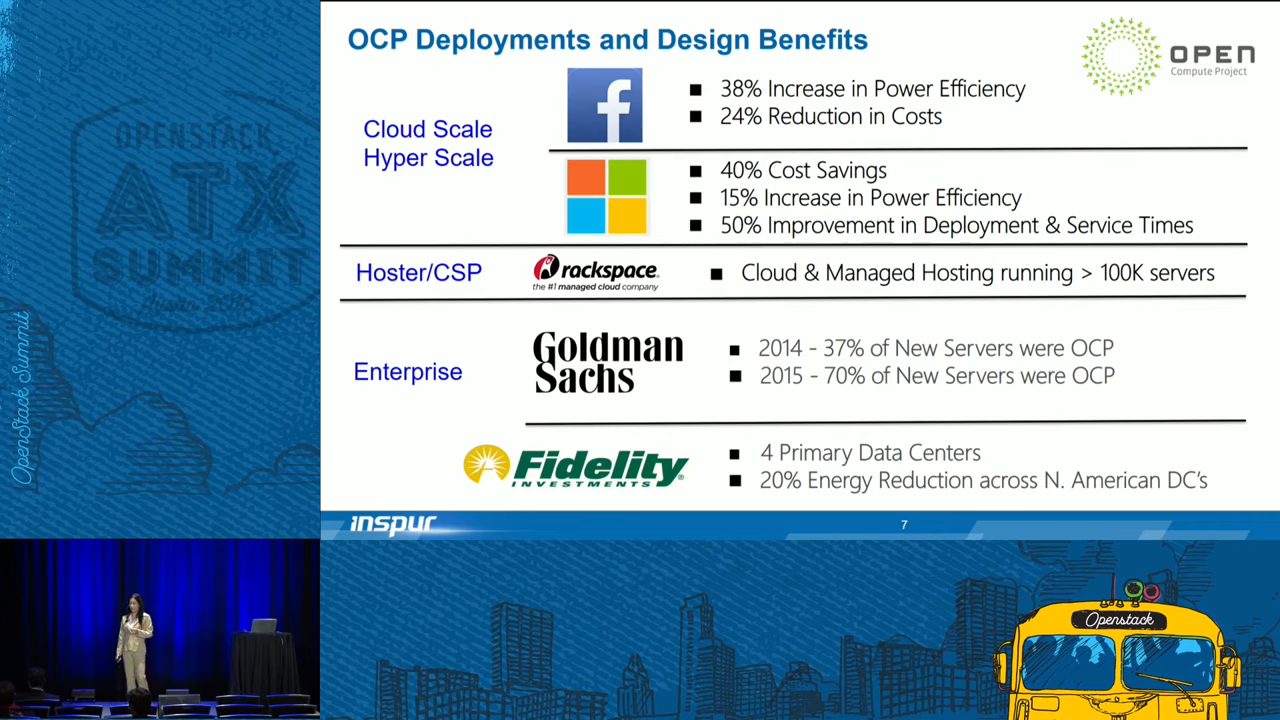 OCP Deployments and Design Benefits
OPEN
Compute Project
Cloud Scale
Hyper Scale
f
■ 38% Increase in Power Efficiency
■ 24% Reduction in Costs
■ 40% Cost Savings
■ 15% Increase in Power Efficiency
■ 50% Improvement in Deployment & Service Times
Hoster/CSP
rackspace®
the #1 managed cloud company
■ Cloud & Managed Hosting running > 100K servers
Enterprise
Goldman
Sachs
■ 2014 - 37% of New Servers were OCP
■ 2015 - 70% of New Servers were OCP
Fidelity®
INVESTMENTS
■ 4 Primary Data Centers
■ 20% Energy Reduction across N. American DC's
inspur
7
OPENSTACK
ATX
SUMMIT
OpenStack Summit
Openstack